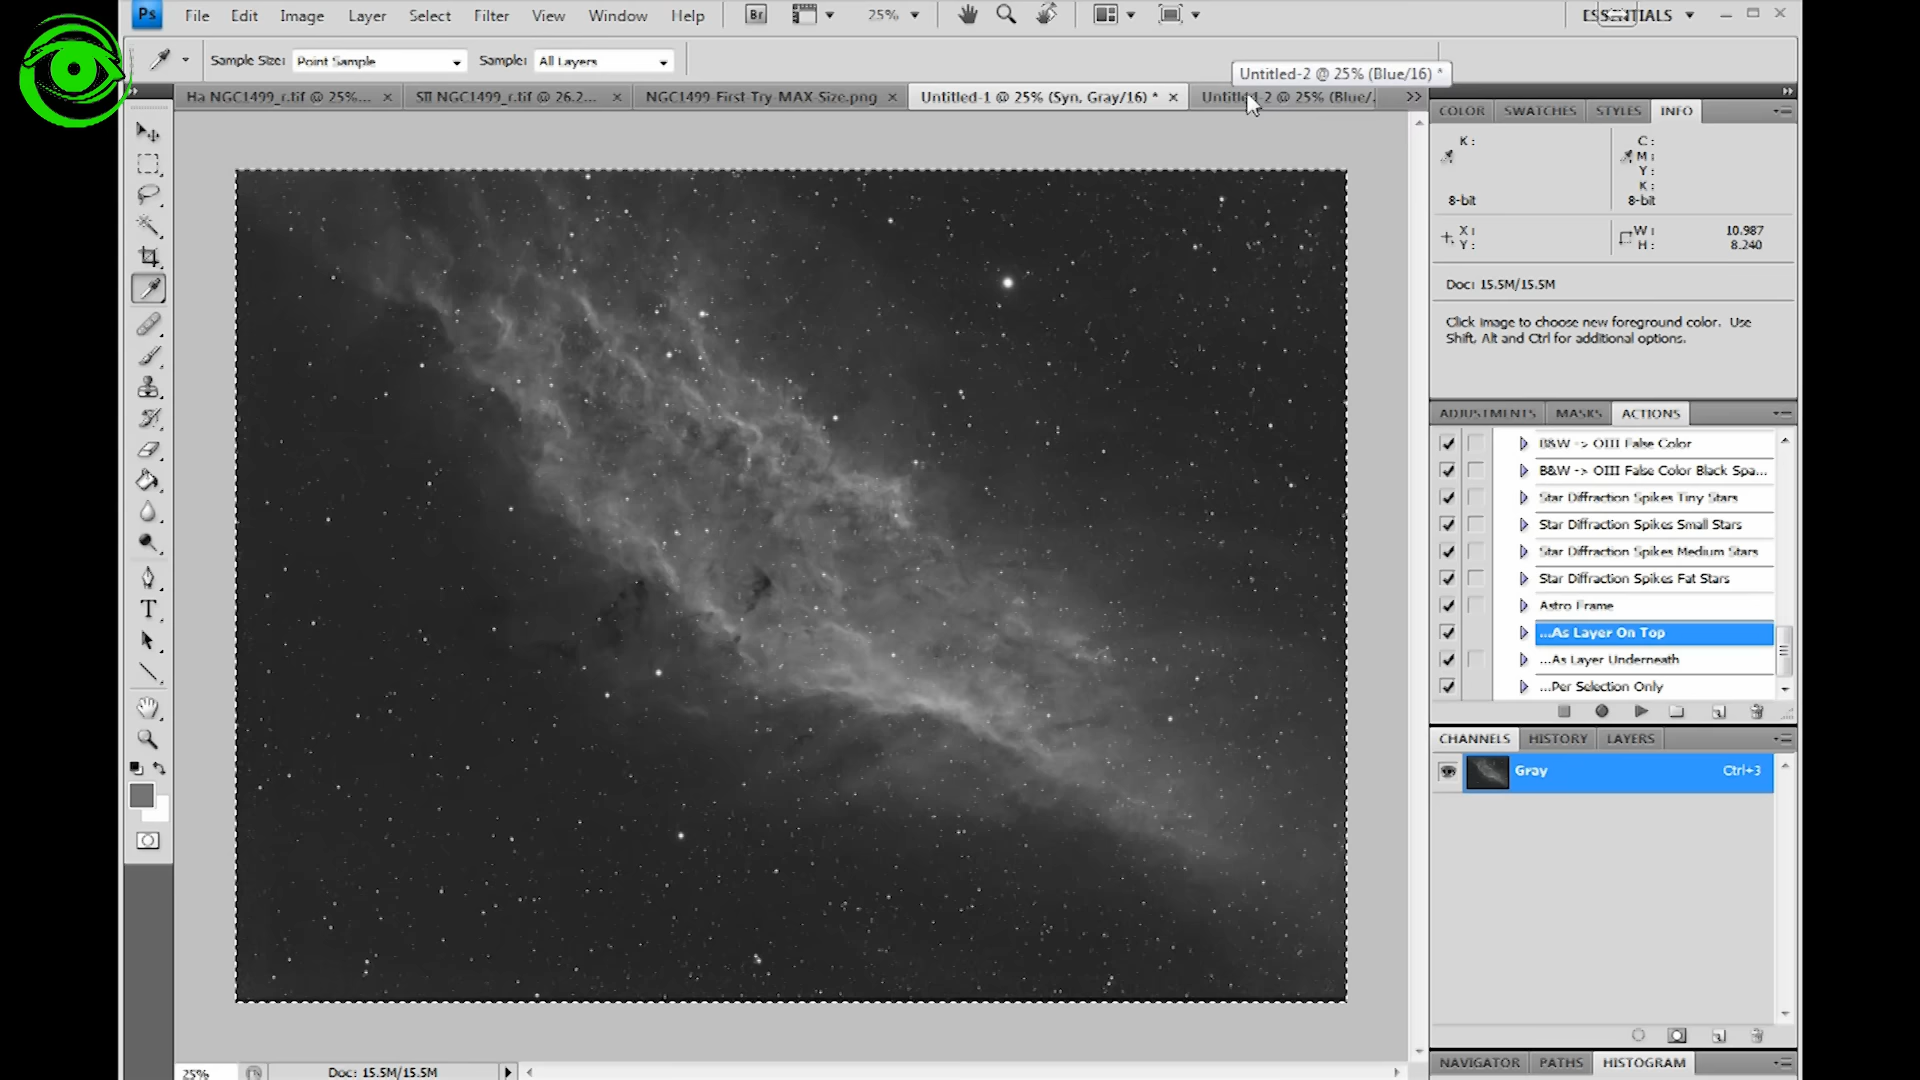 Ps File Edit Image Layer Select Filter View Window Help Br 25% ESSENTIALS
Sample Size: Point Sample Sample: All Layers
Untitled-2 @ 25% (Blue/16) *
Ha NGC1499_r.tif @ 25%... × SII NGC1499_r.tif @ 26.2... × NGC1499-First-Try-MAX Size.png × Untitled-1 @ 25% (Syn, Gray/16) * × Untitled-2 @ 25% (Blue/.
COLOR SWATCHES STYLES INFO
K: C:
M:
Y:
K:
8-bit 8-bit
X: W: 10.987
Y: H: 8.240
Doc: 15.5M/15.5M
Click image to choose new foreground color. Use
Shift, Alt and Ctrl for additional options.
ADJUSTMENTS MASKS ACTIONS
B&W -> OIII False Color
B&W -> OIII False Color Black Spa...
Star Diffraction Spikes Tiny Stars
Star Diffraction Spikes Small Stars
Star Diffraction Spikes Medium Stars
Star Diffraction Spikes Fat Stars
Astro Frame
...As Layer On Top
...As Layer Underneath
...Per Selection Only
CHANNELS HISTORY LAYERS
Gray Ctrl+3
NAVIGATOR PATHS HISTOGRAM
25% Doc: 15.5M/15.5M